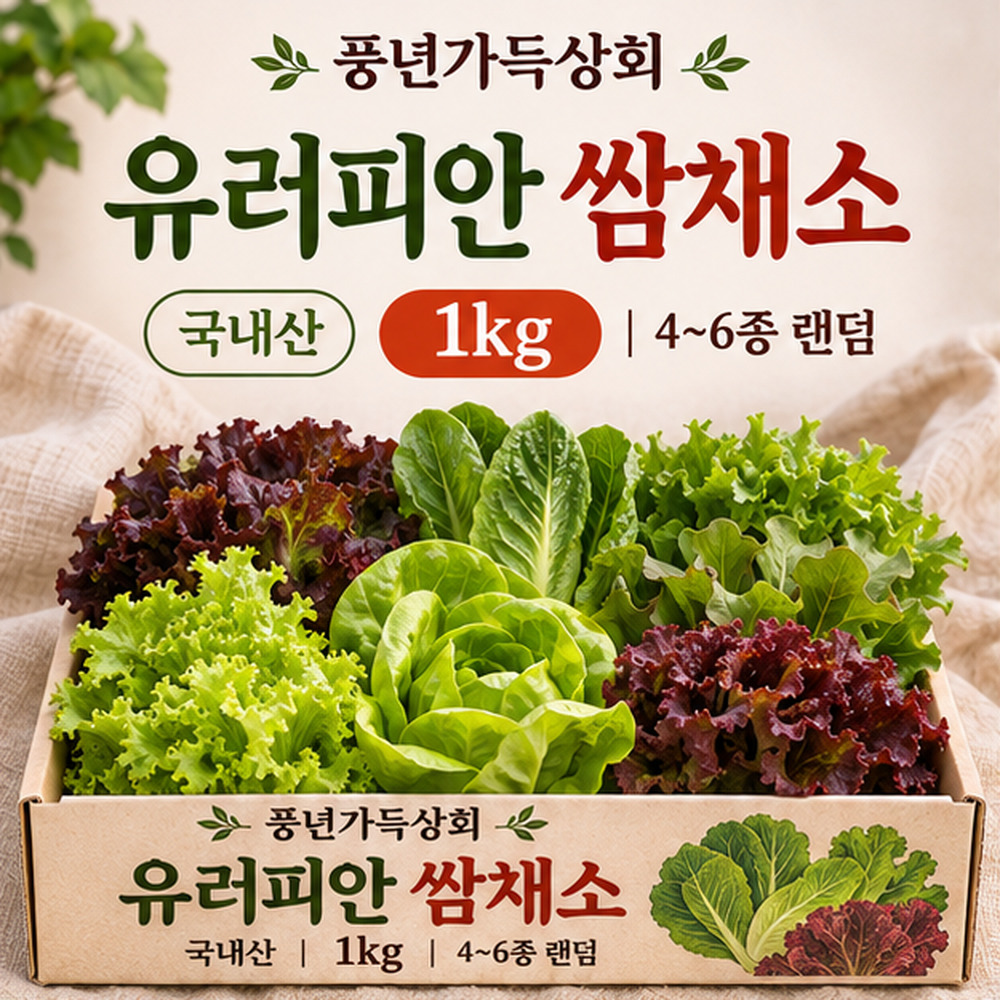 풍년가득상회
유러피안 쌈채소
국내산 1kg | 4~6종 랜덤
풍년가득상회
유러피안 쌈채소
국내산 | 1kg | 4~6종 랜덤